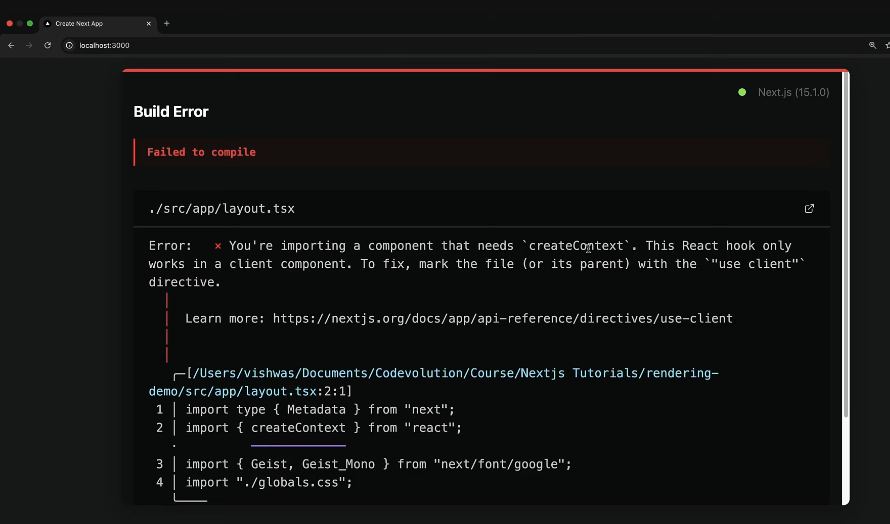 Create Next App
localhost:3000
Next.js (15.1.0)
Build Error
Failed to compile
./src/app/layout.tsx
Error:   × You're importing a component that needs `createContext`. This React hook only
works in a client component. To fix, mark the file (or its parent) with the `"use client"`
directive.
Learn more: https://nextjs.org/docs/app/api-reference/directives/use-client
[/Users/vishwas/Documents/Codevolution/Course/Nextjs Tutorials/rendering-
demo/src/app/layout.tsx:2:1]
1 │ import type { Metadata } from "next";
2 │ import { createContext } from "react";
3 │ import { Geist, Geist_Mono } from "next/font/google";
4 │ import "./globals.css";